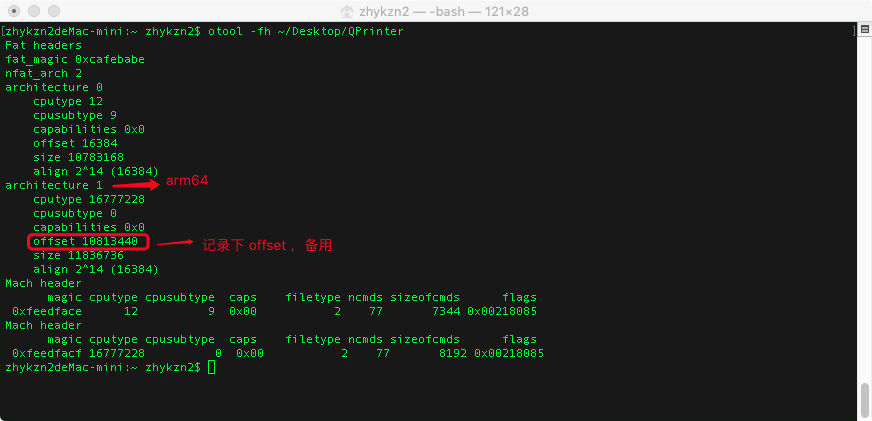 zhykzn2 — -bash — 121×28
[zhykzn2deMac-mini:~ zhykzn2$ otool -fh ~/Desktop/QPrinter ]
Fat headers
fat_magic 0xcafebabe
nfat_arch 2
architecture 0
    cputype 12
    cpusubtype 9
    capabilities 0x0
    offset 16384
    size 10783168
    align 2^14 (16384)
architecture 1 arm64
    cputype 16777228
    cpusubtype 0
    capabilities 0x0
    offset 10813440 记录下 offset ，备用
    size 11836736
    align 2^14 (16384)
Mach header
      magic cputype cpusubtype  caps    filetype ncmds sizeofcmds      flags
 0xfeedface      12          9  0x00           2    77       7344 0x00218085
Mach header
      magic cputype cpusubtype  caps    filetype ncmds sizeofcmds      flags
 0xfeedfacf 16777228          0  0x00           2    77       8192 0x00218085
zhykzn2deMac-mini:~ zhykzn2$